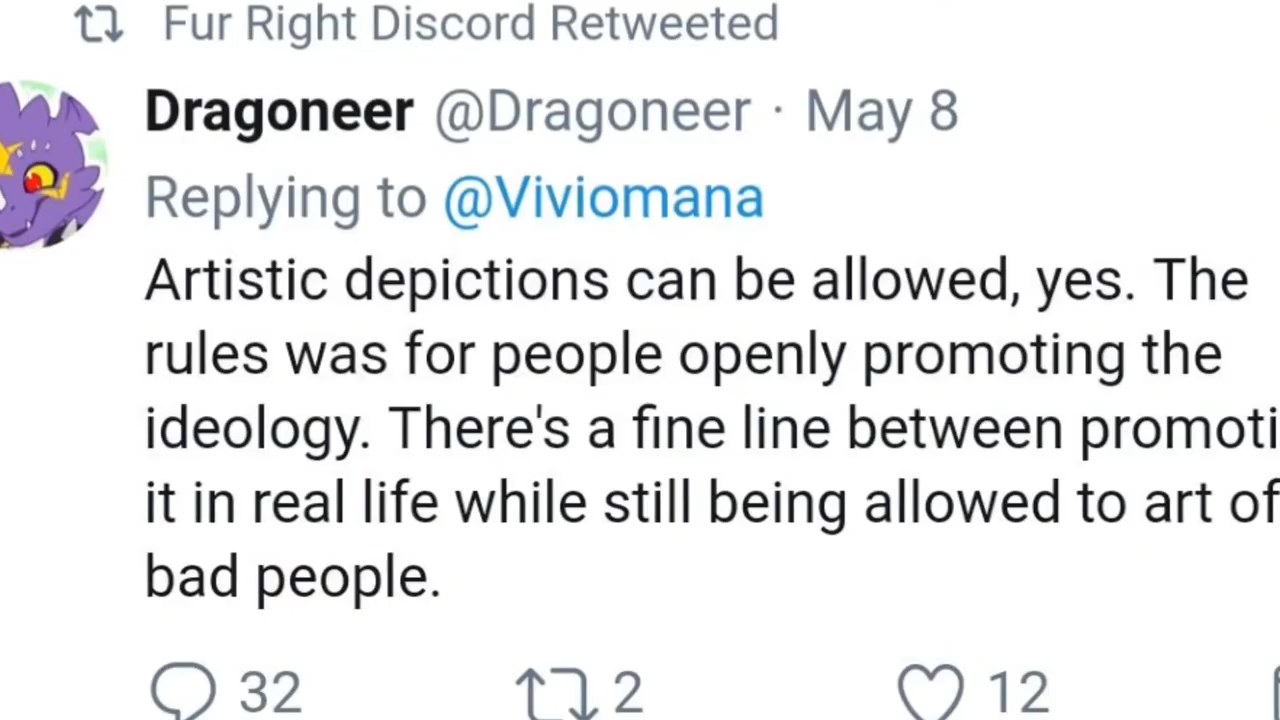 Fur Right Discord Retweeted
Dragoneer @Dragoneer · May 8
Replying to @Viviomana
Artistic depictions can be allowed, yes. The
rules was for people openly promoting the
ideology. There's a fine line between promoti
it in real life while still being allowed to art of
bad people.
32 2 12